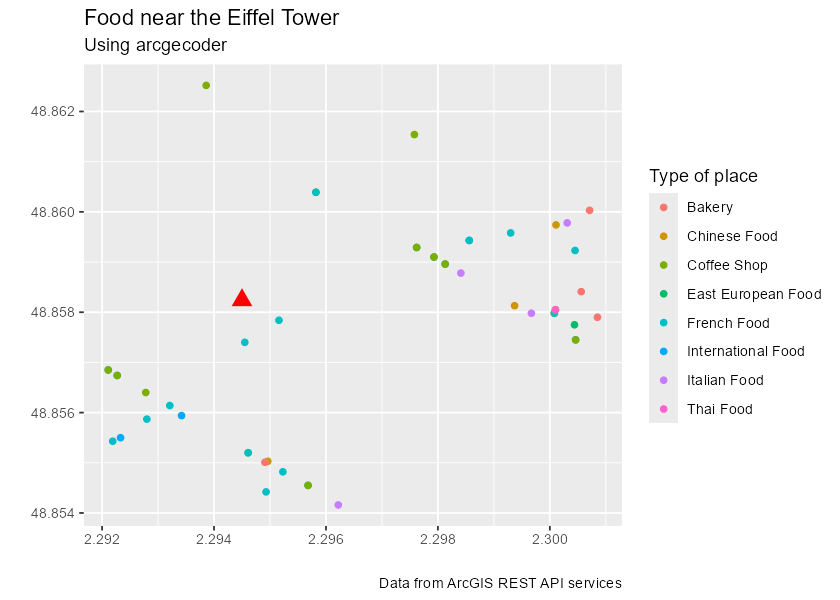 Food near the Eiffel Tower
Using arcgecoder
48.862
48.860
48.858
48.856
48.854
2.292
2.294
2.296
2.298
2.300
Type of place
Bakery
Chinese Food
Coffee Shop
East European Food
French Food
International Food
Italian Food
Thai Food
Data from ArcGIS REST API services